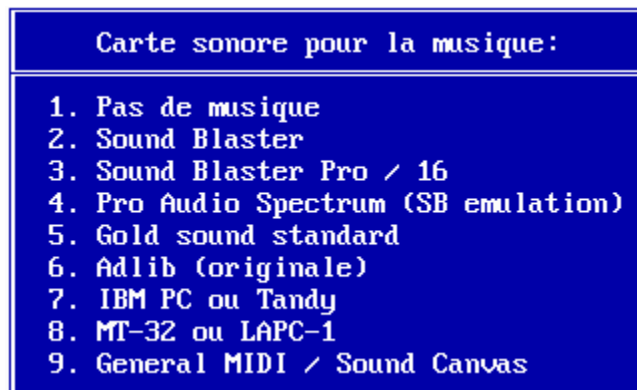 Carte sonore pour la musique:
1. Pas de musique
2. Sound Blaster
3. Sound Blaster Pro / 16
4. Pro Audio Spectrum (SB emulation)
5. Gold sound standard
6. Adlib (originale)
7. IBM PC ou Tandy
8. MT-32 ou LAPC-1
9. General MIDI / Sound Canvas